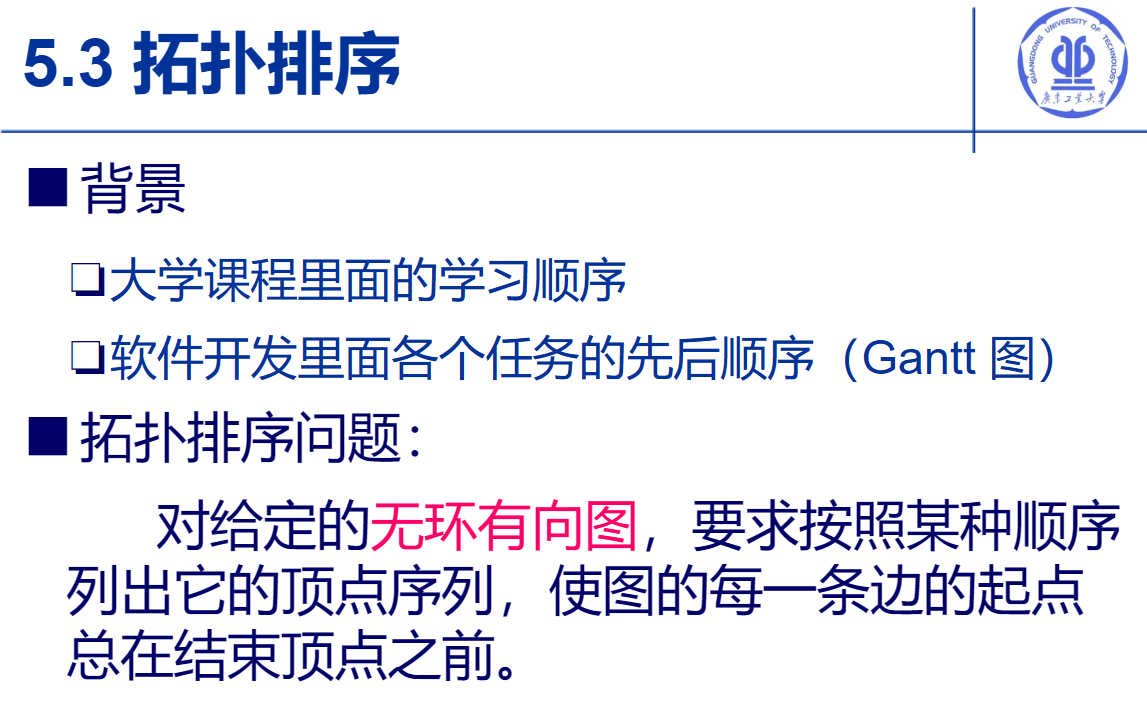 5.3 拓扑排序
GUANGDONG UNIVERSITY OF TECHNOLOGY
广东工业大学
背景
大学课程里面的学习顺序
软件开发里面各个任务的先后顺序（Gantt 图）
拓扑排序问题：
对给定的无环有向图，要求按照某种顺序
列出它的顶点序列，使图的每一条边的起点
总在结束顶点之前。